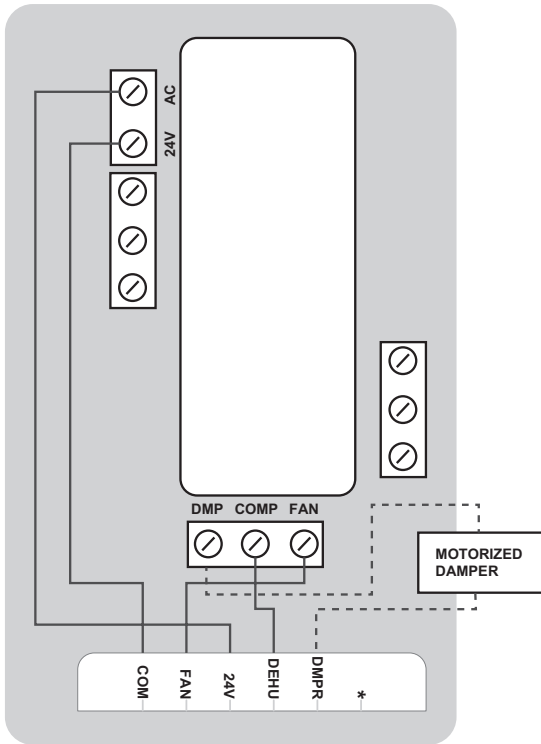 AC
24V
DMP COMP FAN
MOTORIZED
DAMPER
COM FAN 24V DEHU DMPR *